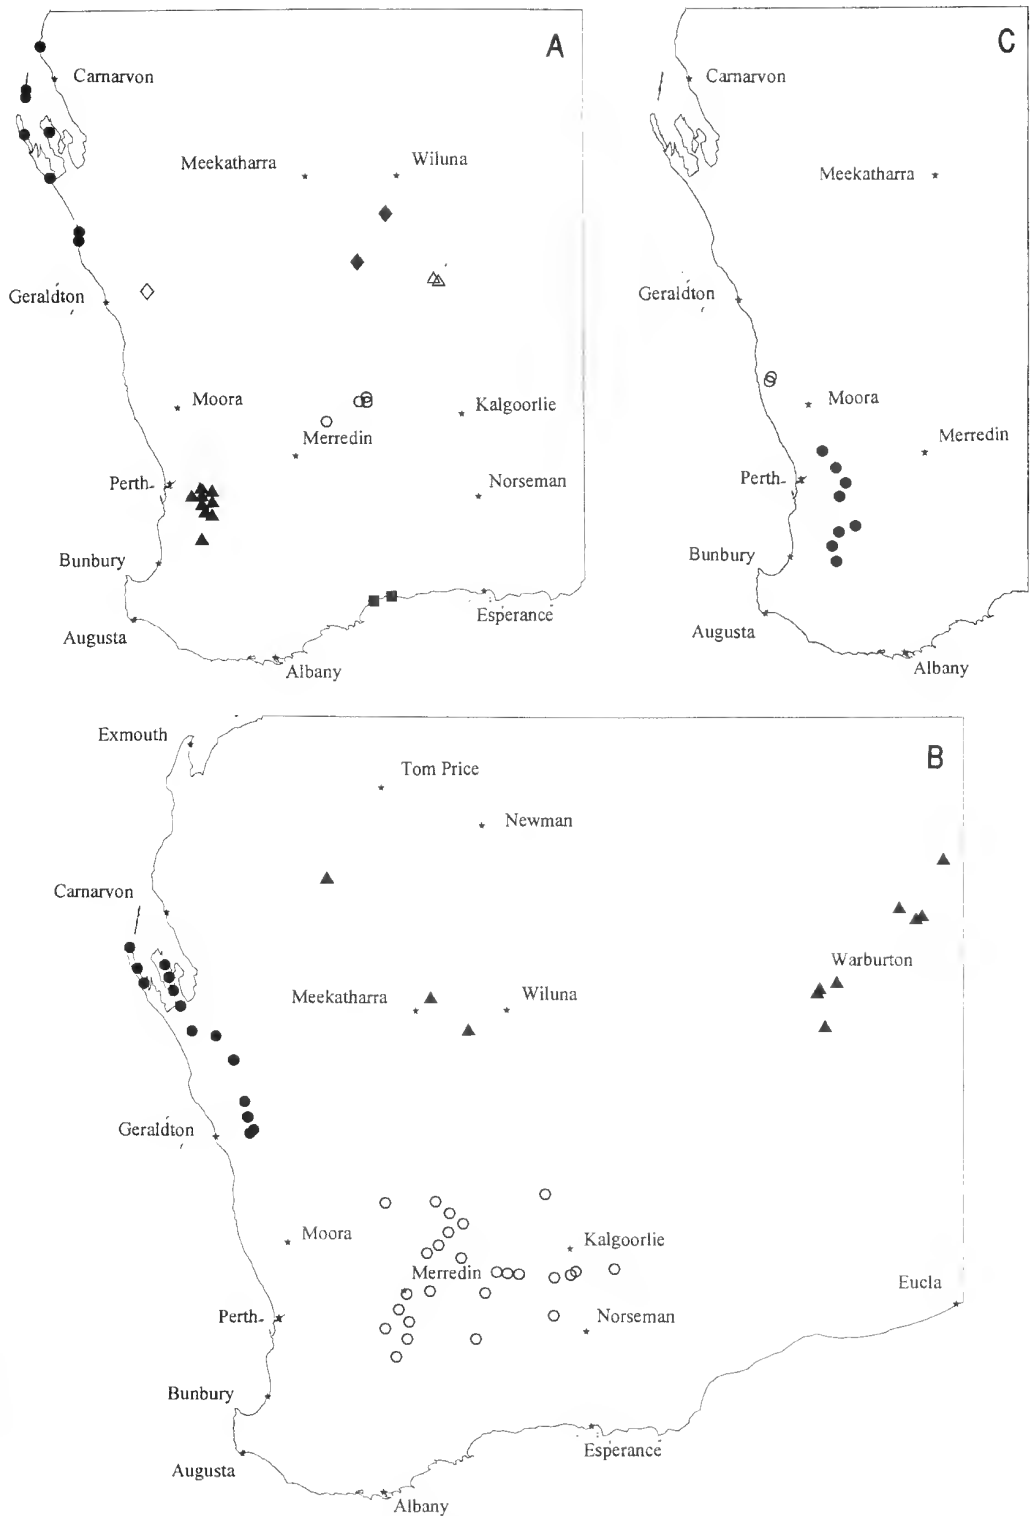 A
Carnarvon
Meekatharra
Wiluna
Geraldton
Moora
Kalgoorlie
Merredin
Perth
Norseman
Bunbury
Esperance
Augusta
Albany
C
Carnarvon
Meekatharra
Geraldton
Moora
Merredin
Perth
Bunbury
Augusta
Albany
Exmouth
B
Tom Price
Newman
Carnarvon
Warburton
Meekatharra
Wiluna
Geraldton
Moora
Kalgoorlie
Merredin
Eucla
Perth
Norseman
Bunbury
Esperance
Augusta
Albany